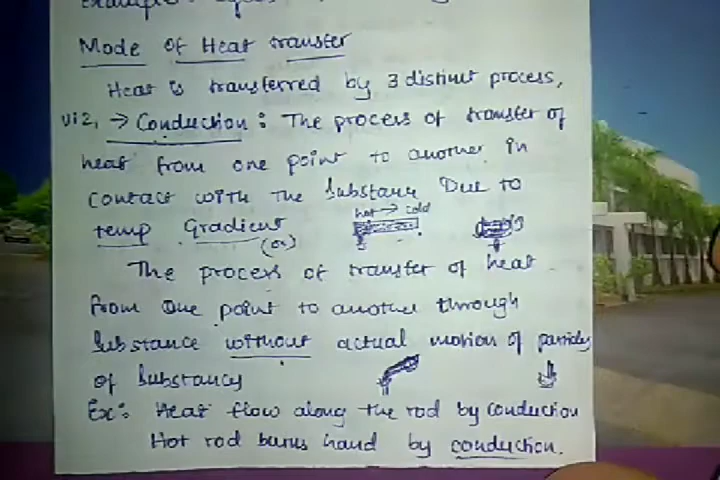 Mode of Heat transfer
Heat is transferred by 3 distinct process,
viz, → Conduction : The process of transfer of
heat from one point to another in
contact with the substance Due to
hot → cold
temp Gradient
(or)
The process of transfer of heat
from one point to another through
substance without actual motion of particles
of substances
Ex: Heat flow along the rod by conduction
Hot rod burns hand by conduction.